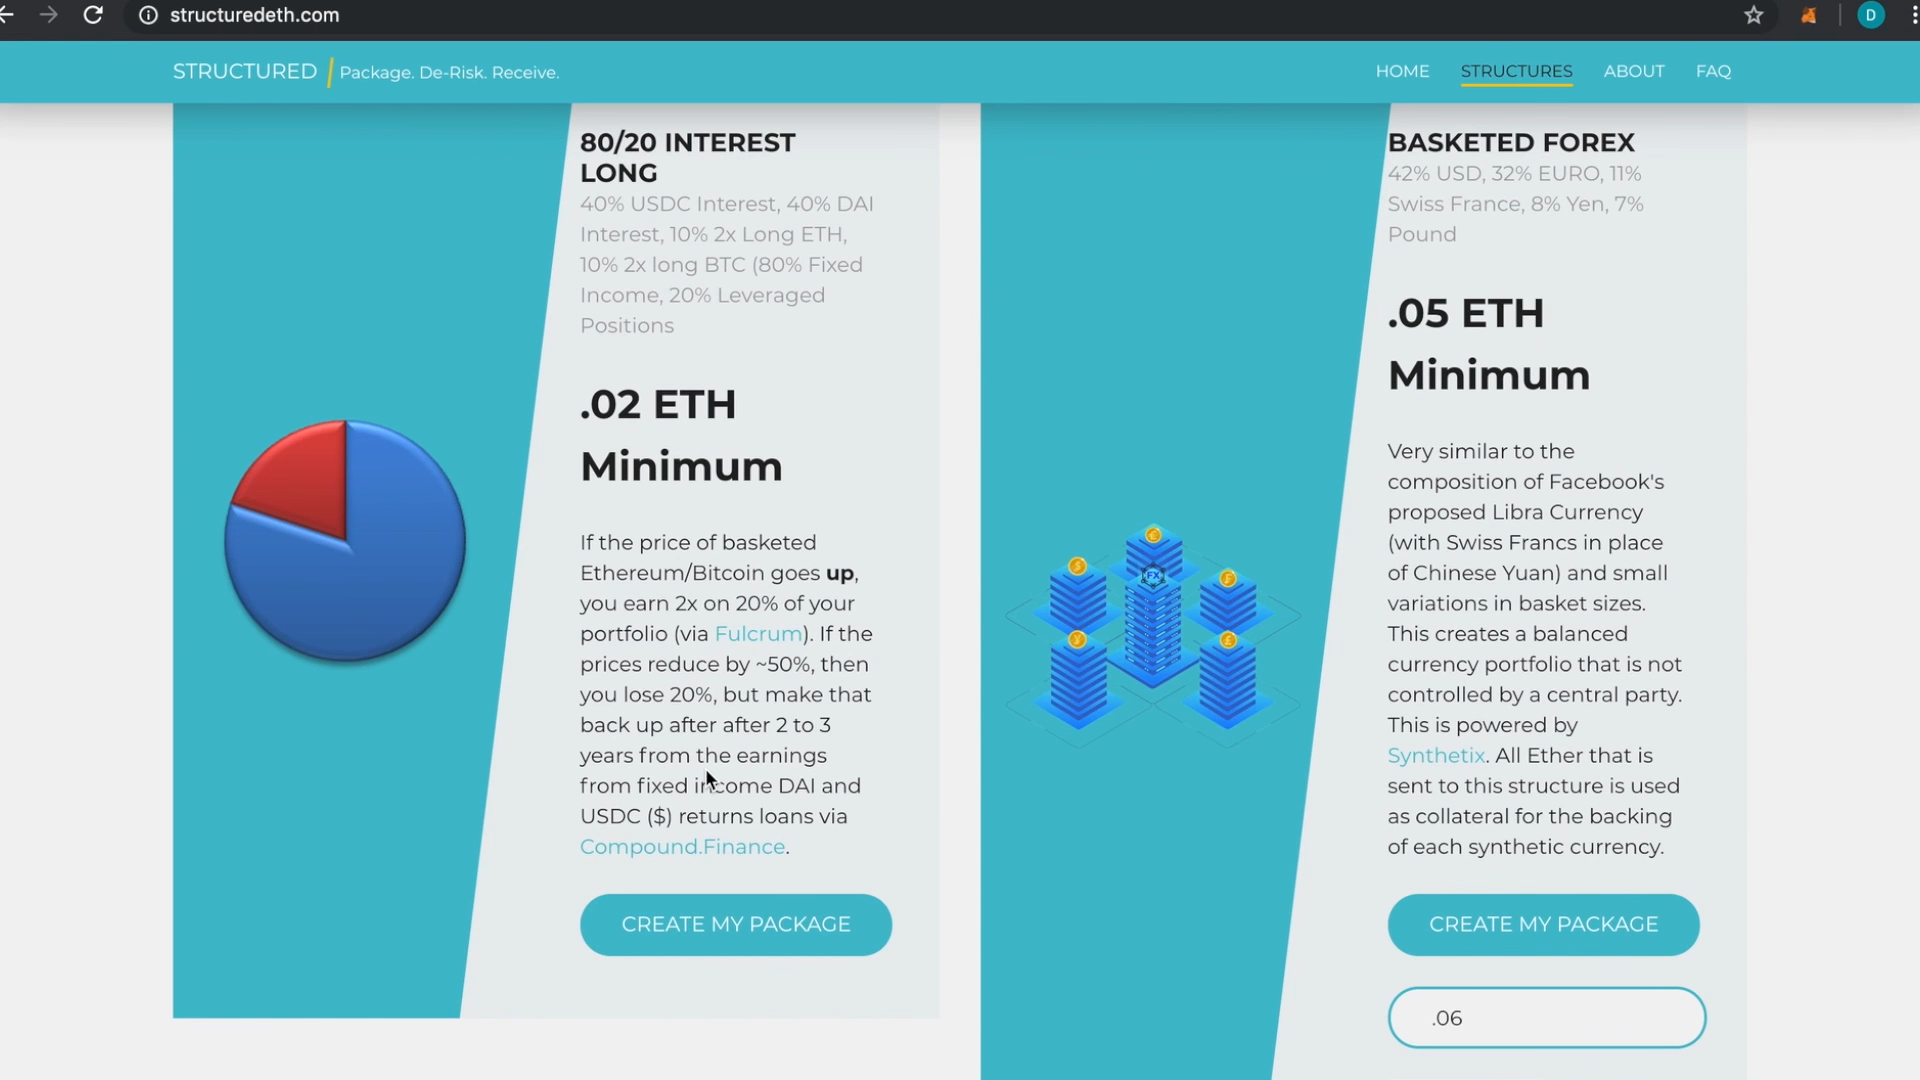 structuredeth.com
D
STRUCTURED
Package. De-Risk. Receive.
HOME
STRUCTURES
ABOUT
FAQ
80/20 INTEREST
LONG
40% USDC Interest, 40% DAI
Interest, 10% 2x Long ETH,
10% 2x long BTC (80% Fixed
Income, 20% Leveraged
Positions
.02 ETH
Minimum
If the price of basketed
Ethereum/Bitcoin goes up,
you earn 2x on 20% of your
portfolio (via Fulcrum). If the
prices reduce by ~50%, then
you lose 20%, but make that
back up after after 2 to 3
years from the earnings
from fixed income DAI and
USDC ($) returns loans via
Compound.Finance.
CREATE MY PACKAGE
FX
BASKETED FOREX
42% USD, 32% EURO, 11%
Swiss France, 8% Yen, 7%
Pound
.05 ETH
Minimum
Very similar to the
composition of Facebook's
proposed Libra Currency
(with Swiss Francs in place
of Chinese Yuan) and small
variations in basket sizes.
This creates a balanced
currency portfolio that is not
controlled by a central party.
This is powered by
Synthetix. All Ether that is
sent to this structure is used
as collateral for the backing
of each synthetic currency.
CREATE MY PACKAGE
.06